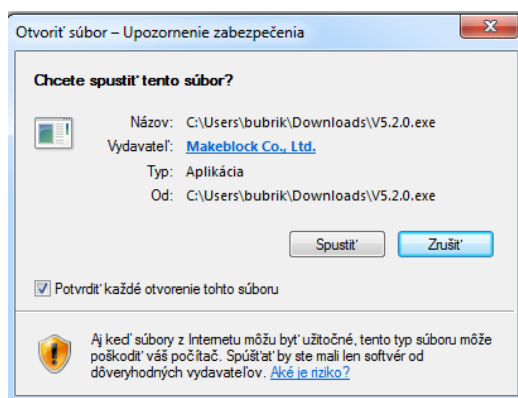 Otvoriť súbor – Upozornenie zabezpečenia
Chcete spustiť tento súbor?
Názov: C:\Users\bubrik\Downloads\V5.2.0.exe
Vydavateľ: Makeblock Co., Ltd.
Typ: Aplikácia
Od: C:\Users\bubrik\Downloads\V5.2.0.exe
Spustiť Zrušiť
Potvrdiť každé otvorenie tohto súboru
Aj keď súbory z Internetu môžu byť užitočné, tento typ súboru môže
poškodiť váš počítač. Spúšťať by ste mali len softvér od
dôveryhodných vydavateľov. Aké je riziko?